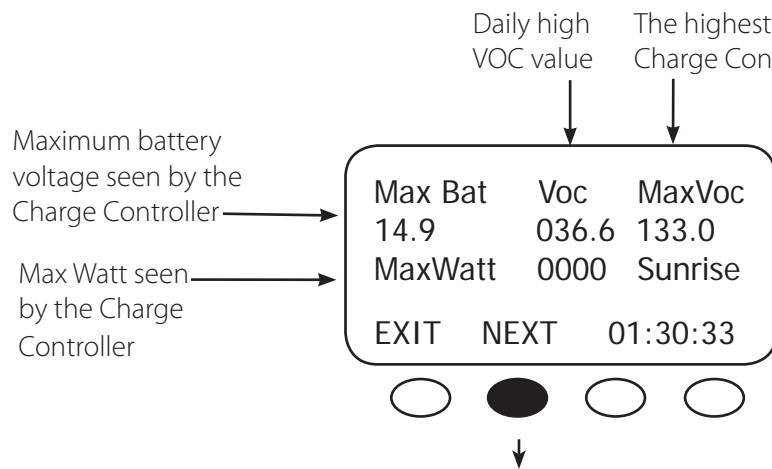 Daily high
VOC value
The highest
Charge Con
Maximum battery
voltage seen by the
Charge Controller
Max Watt seen
by the Charge
Controller
Max Bat Voc MaxVoc
14.9 036.6 133.0
MaxWatt 0000 Sunrise
EXIT NEXT 01:30:33